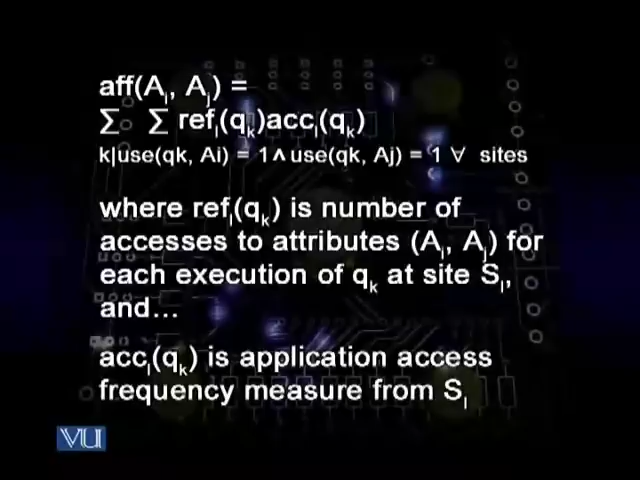 aff(Aᵢ, Aⱼ) =
∑ ∑ refₗ(qₖ)accₗ(qₖ)
k|use(qk, Ai) = 1∧use(qk, Aj) = 1 ∀ sites
where refₗ(qₖ) is number of
accesses to attributes (Aᵢ, Aⱼ) for
each execution of qₖ at site Sₗ,
and...
accₗ(qₖ) is application access
frequency measure from Sₗ
VU